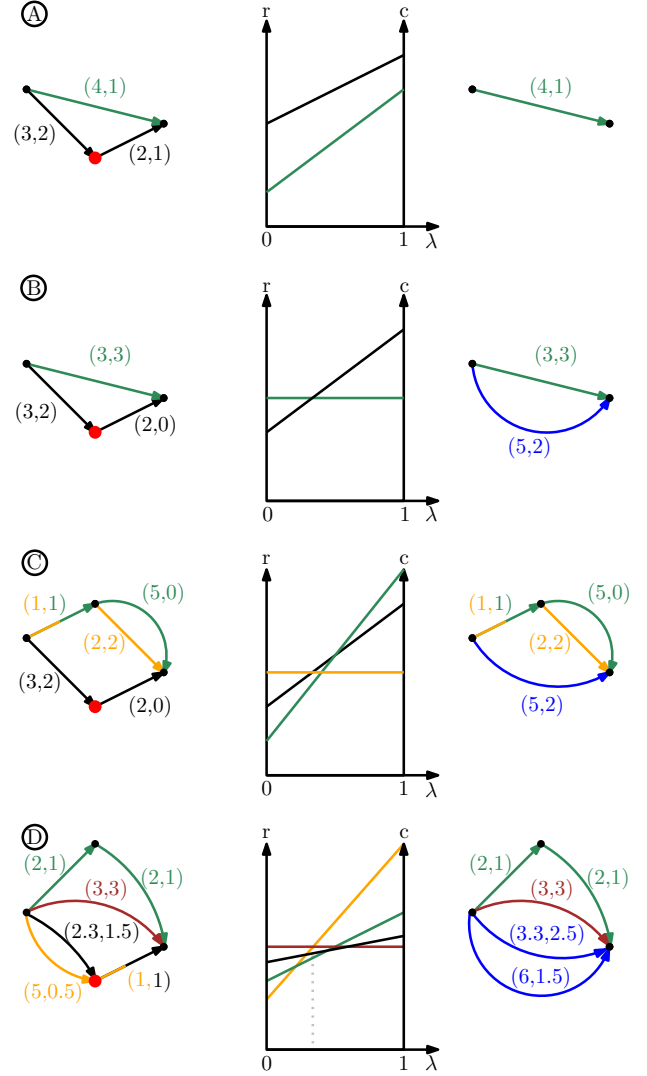 A
r c
(4,1) (4,1)
(3,2) (2,1)
0 1 λ
B
r c
(3,3) (3,3)
(3,2) (2,0)
(5,2)
0 1 λ
C
r c
(1,1) (5,0) (1,1) (5,0)
(2,2) (2,2)
(3,2) (2,0) (5,2)
0 1 λ
D
r c
(2,1) (2,1) (2,1) (2,1)
(3,3) (3,3)
(2.3,1.5) (3.3,2.5)
(5,0.5) (1,1) (6,1.5)
0 1 λ